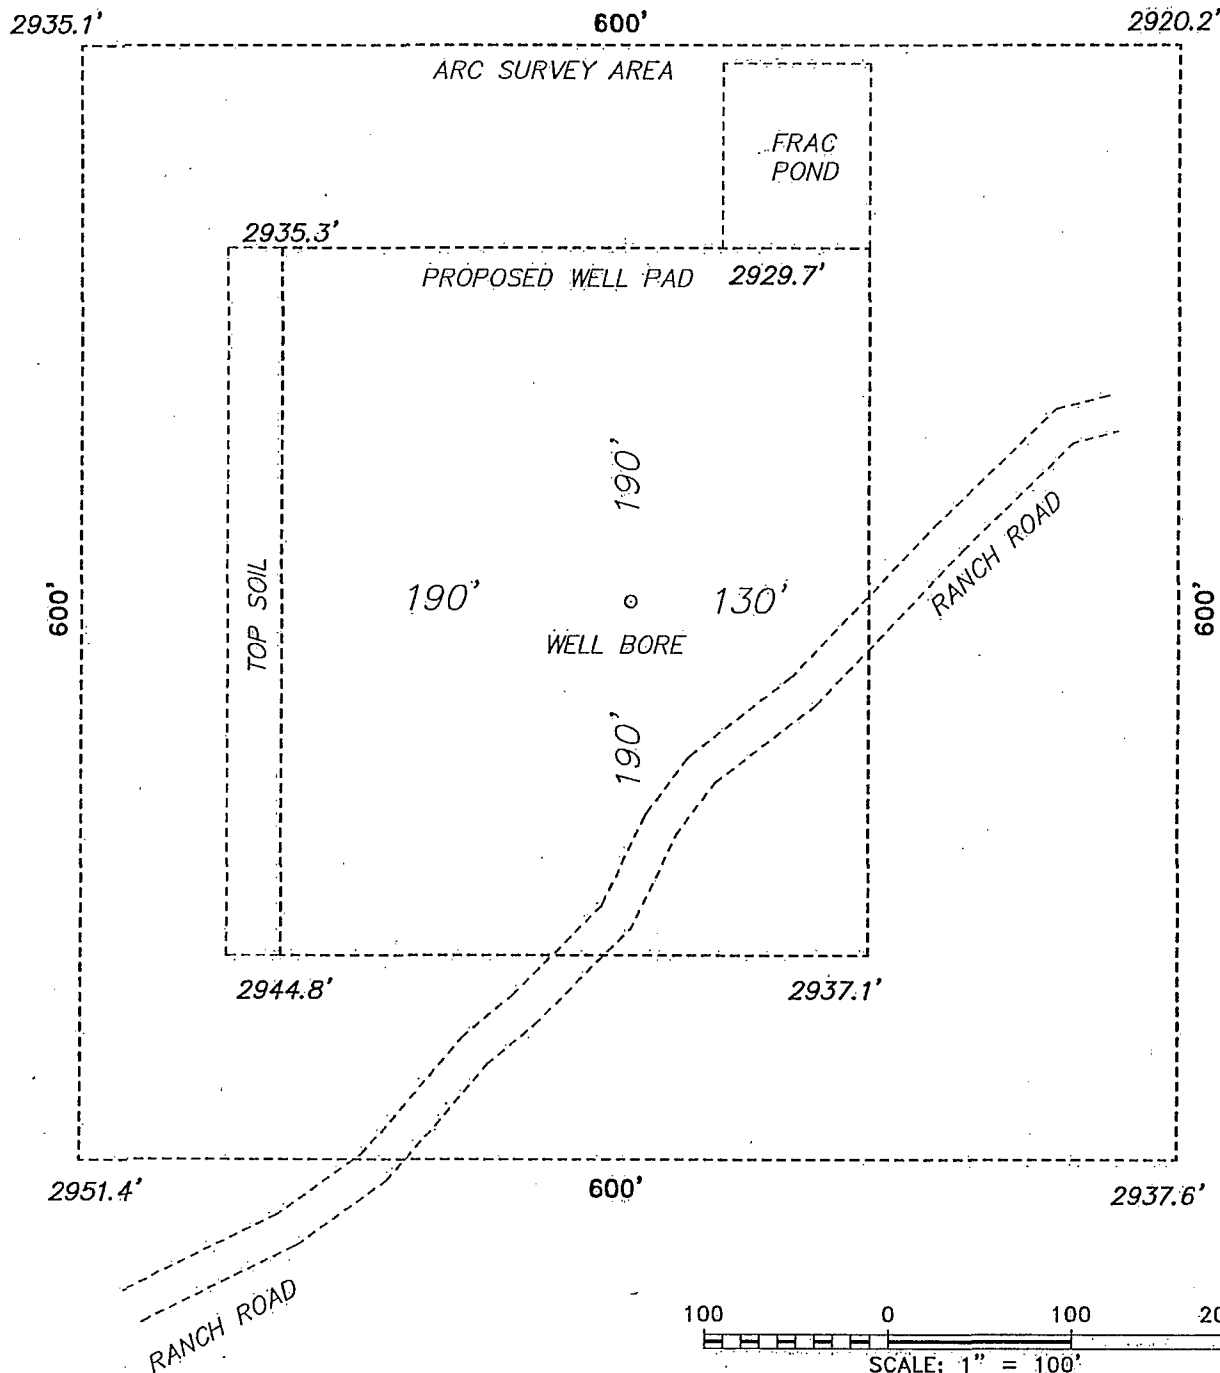 2935.1'
600'
2920.2'
ARC SURVEY AREA
FRAC
POND
2935.3'
PROPOSED WELL PAD
2929.7'
190'
RANCH ROAD
600'
TOP SOIL
190'
130'
600'
WELL BORE
190'
2944.8'
2937.1'
2951.4'
600'
2937.6'
RANCH ROAD
100
0
100
SCALE: 1" = 100'